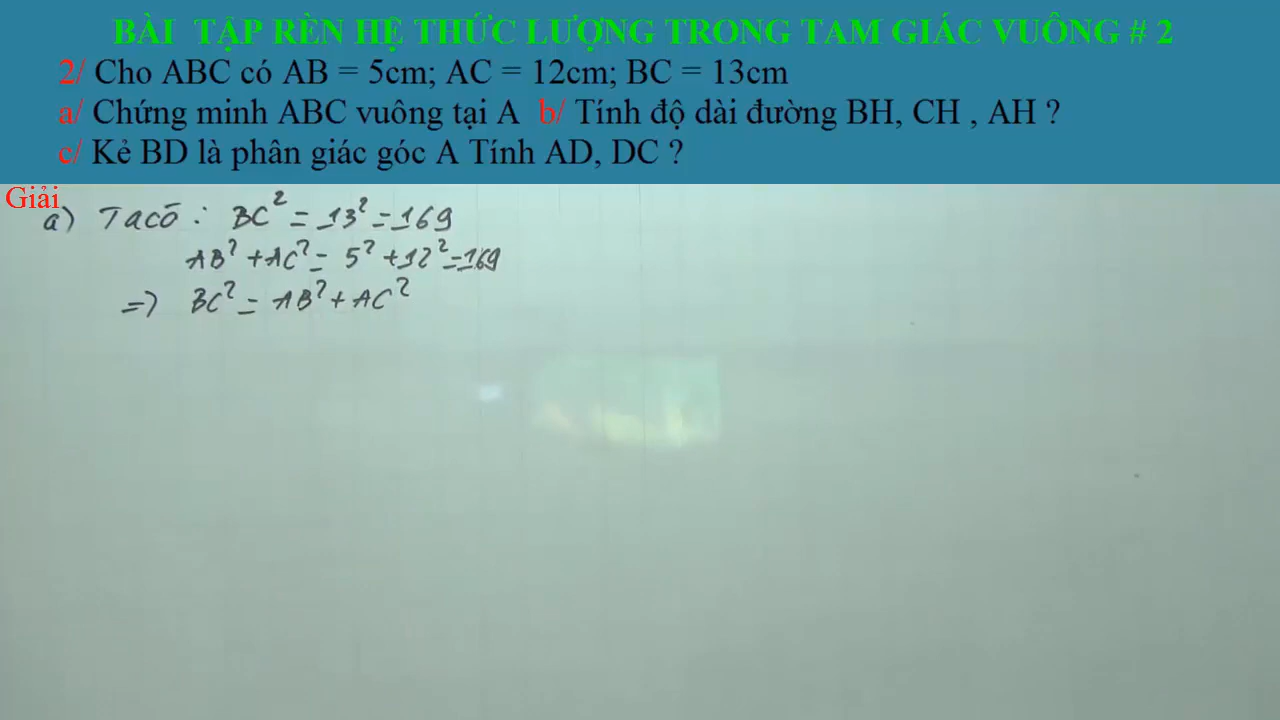 BÀI TẬP RÈN HỆ THỨC LƯỢNG TRONG TAM GIÁC VUÔNG # 2
2/ Cho ABC có AB = 5cm; AC = 12cm; BC = 13cm
a/ Chứng minh ABC vuông tại A b/ Tính độ dài đường BH, CH , AH ?
c/ Kẻ BD là phân giác góc A Tính AD, DC ?
Giải
a) Ta có : BC² = 13² = 169
AB² + AC² = 5² + 12² = 169
=> BC² = AB² + AC²